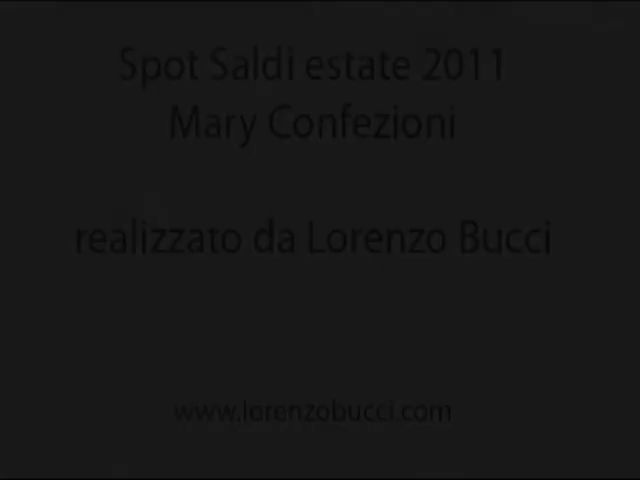 Spot Saldi estate 2011
Mary Confezioni
realizzato da Lorenzo Bucci
www.lorenzobucci.com